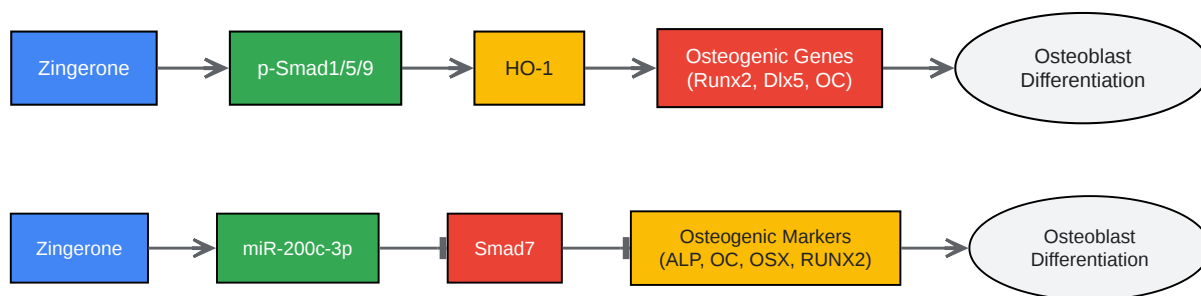 Zingerone
p-Smad1/5/9
HO-1
Osteogenic Genes
(Runx2, Dlx5, OC)
Osteoblast
Differentiation
Zingerone
miR-200c-3p
Smad7
Osteogenic Markers
(ALP, OC, OSX, RUNX2)
Osteoblast
Differentiation